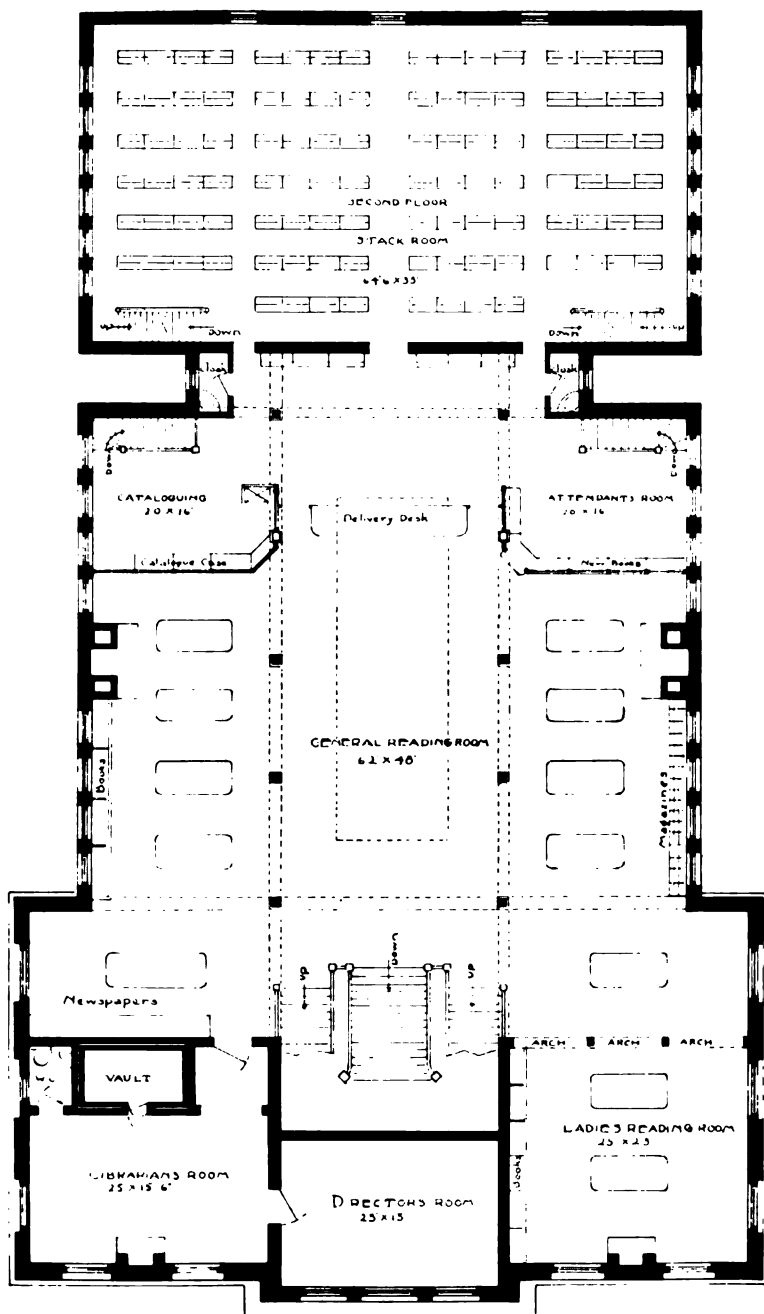 SECOND FLOOR
STACK ROOM
64'6 X 35'
UP
DOWN
DOWN
UP
Down
CATALOGUING
20 X 16'
Catalogue Case
Delivery Desk
ATTENDANTS ROOM
20 X 16
Down
New Books
GENERAL READING ROOM
62 X 48'
Books
Magazines
Newspapers
UP
Down
UP
ARCH
ARCH
ARCH
VAULT
LIBRARIANS ROOM
25 X 15'6"
DIRECTORS ROOM
25' X 15
Books
LADIES READING ROOM
25 X 25